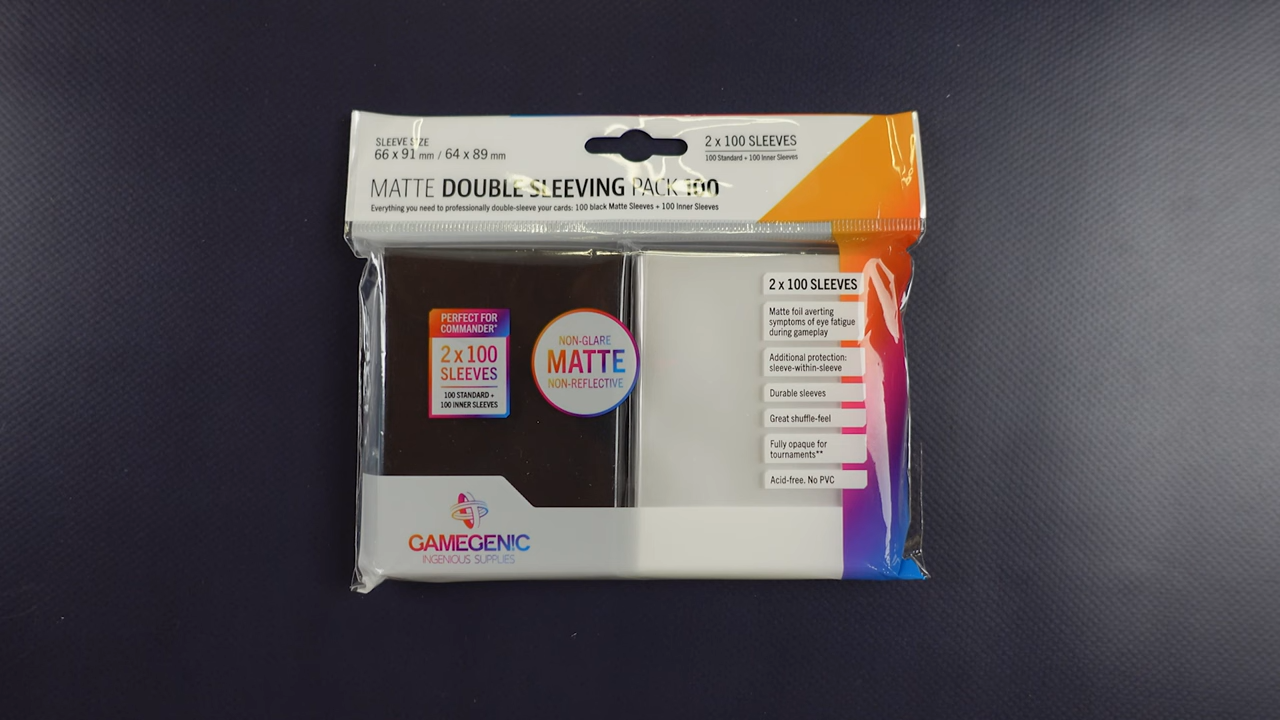 SLEEVE SIZE
66 x 91 mm / 64 x 89 mm
2 x 100 SLEEVES
100 Standard + 100 Inner Sleeves
MATTE DOUBLE SLEEVING PACK 100
Everything you need to professionally double-sleeve your cards: 100 black Matte Sleeves + 100 Inner Sleeves
PERFECT FOR
COMMANDER*
2 x 100
SLEEVES
100 STANDARD +
100 INNER SLEEVES
NON-GLARE
MATTE
NON-REFLECTIVE
2 x 100 SLEEVES
Matte foil averting
symptoms of eye fatigue
during gameplay
Additional protection:
sleeve-within-sleeve
Durable sleeves
Great shuffle-feel
Fully opaque for
tournaments**
Acid-free. No PVC
GAMEGENIC
INGENIOUS SUPPLIES